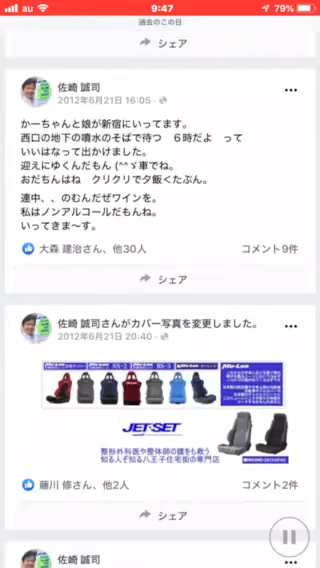 au 9:47 79%
過去のこの日
シェア
佐崎 誠司
2012年6月21日 16:05
かーちゃんと娘が新宿にいってます。
西口の地下の噴水のそばで待つ　６時だよ　って
いいはなって出かけました。
迎えにゆくんだもん (^^ゞ車でね。
おだちんはね　クリクリで夕飯くたぶん。
連中、、のむんだぜワインを。
私はノンアルコールだもんね。
いってきま〜す。
大森 建治さん、他30人 コメント9件
シェア
佐崎 誠司さんがカバー写真を変更しました。
2012年6月21日 20:40
JET-SET
整形外科医や整体師の腰をも救う
知る人ぞ知る八王子住宅街の専門店
藤川 修さん、他2人 コメント2件
シェア
佐崎 誠司